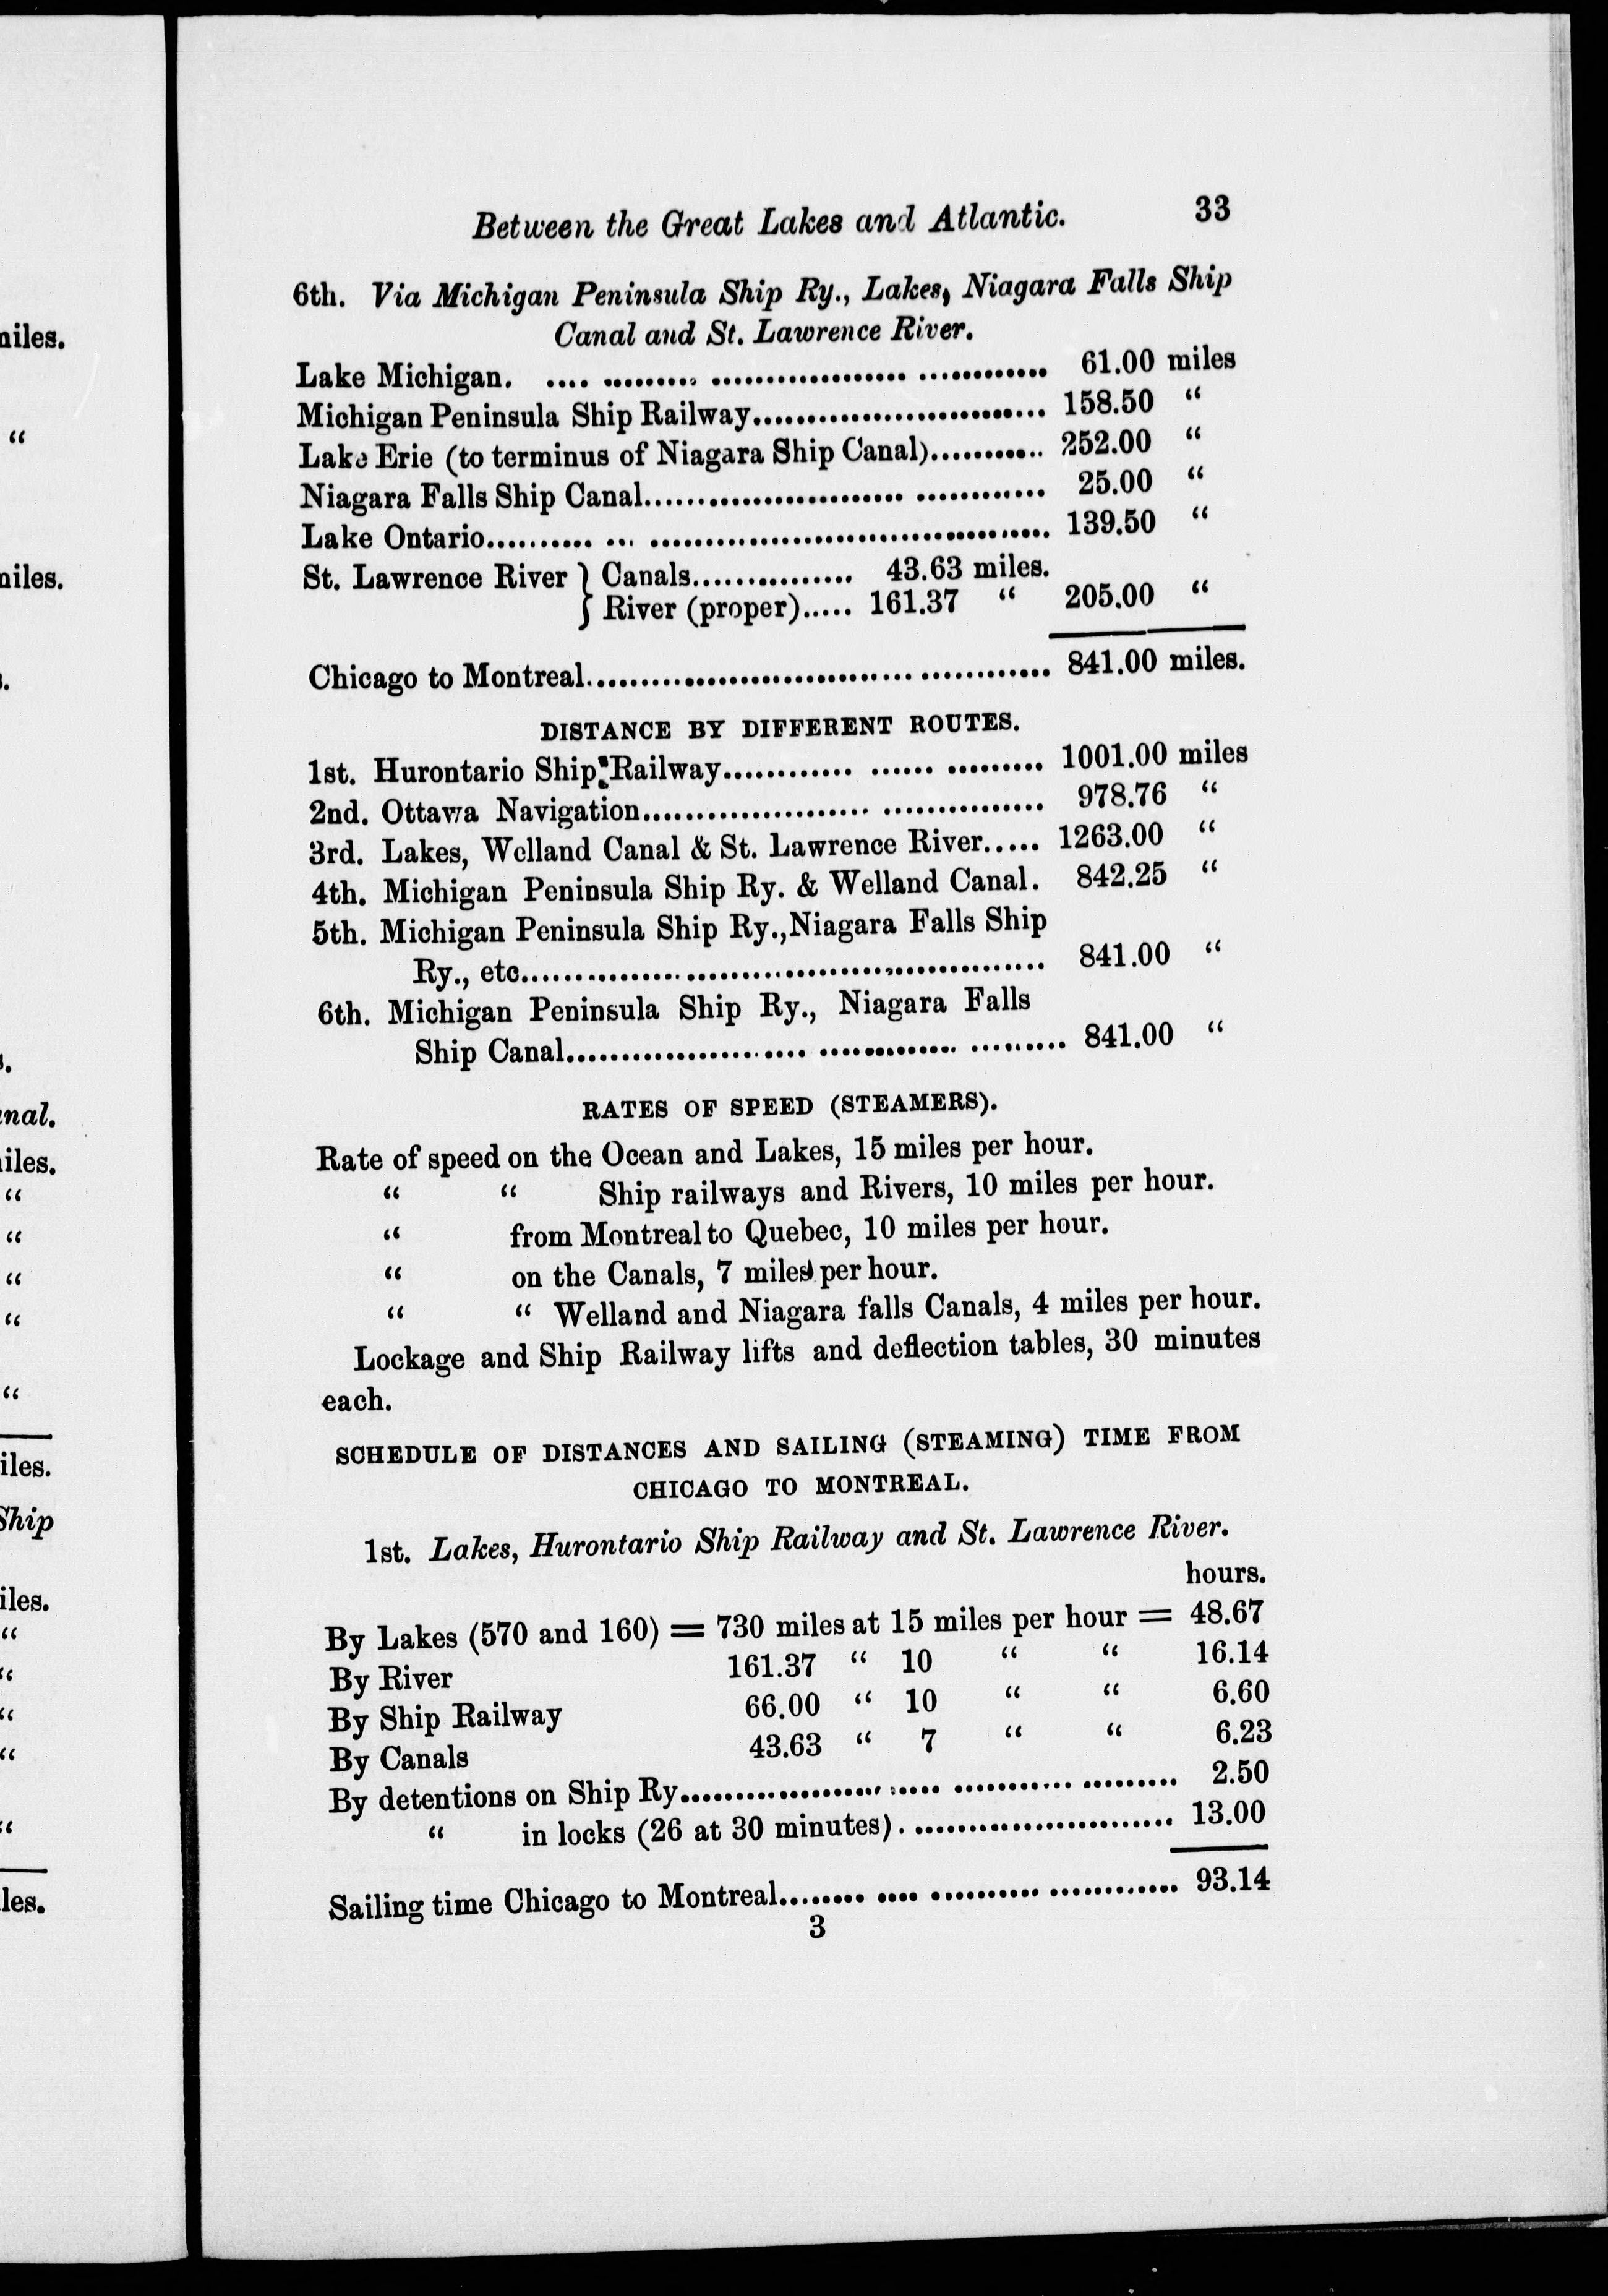 Between the Great Lakes and Atlantic. 33
6th. Via Michigan Peninsula Ship Ry., Lakes, Niagara Falls Ship
Canal and St. Lawrence River.
Lake Michigan. .... ......... .................. ............ 61.00 miles
Michigan Peninsula Ship Railway........................... 158.50 "
Lake Erie (to terminus of Niagara Ship Canal)........... 252.00 "
Niagara Falls Ship Canal........................ ............ 25.00 "
Lake Ontario.......... ... ..................................... 139.50 "
St. Lawrence River } Canals............... 43.63 miles.
} River (proper)..... 161.37 " 205.00 "
Chicago to Montreal.............................. ............ 841.00 miles.
DISTANCE BY DIFFERENT ROUTES.
1st. Hurontario Ship Railway............ ...... ......... 1001.00 miles
2nd. Ottawa Navigation..................... ............... 978.76 "
3rd. Lakes, Welland Canal & St. Lawrence River..... 1263.00 "
4th. Michigan Peninsula Ship Ry. & Welland Canal. 842.25 "
5th. Michigan Peninsula Ship Ry., Niagara Falls Ship
Ry., etc................................................ 841.00 "
6th. Michigan Peninsula Ship Ry., Niagara Falls
Ship Canal...................... ............. ......... 841.00 "
RATES OF SPEED (STEAMERS).
Rate of speed on the Ocean and Lakes, 15 miles per hour.
" " Ship railways and Rivers, 10 miles per hour.
" from Montreal to Quebec, 10 miles per hour.
" on the Canals, 7 miles per hour.
" " Welland and Niagara falls Canals, 4 miles per hour.
Lockage and Ship Railway lifts and deflection tables, 30 minutes
each.
SCHEDULE OF DISTANCES AND SAILING (STEAMING) TIME FROM
CHICAGO TO MONTREAL.
1st. Lakes, Hurontario Ship Railway and St. Lawrence River.
hours.
By Lakes (570 and 160) = 730 miles at 15 miles per hour = 48.67
By River 161.37 " 10 " " 16.14
By Ship Railway 66.00 " 10 " " 6.60
By Canals 43.63 " 7 " " 6.23
By detentions on Ship Ry.................. ..... ............ ......... 2.50
" in locks (26 at 30 minutes). ........................ 13.00
Sailing time Chicago to Montreal........ .... .......... ............ 93.14
3